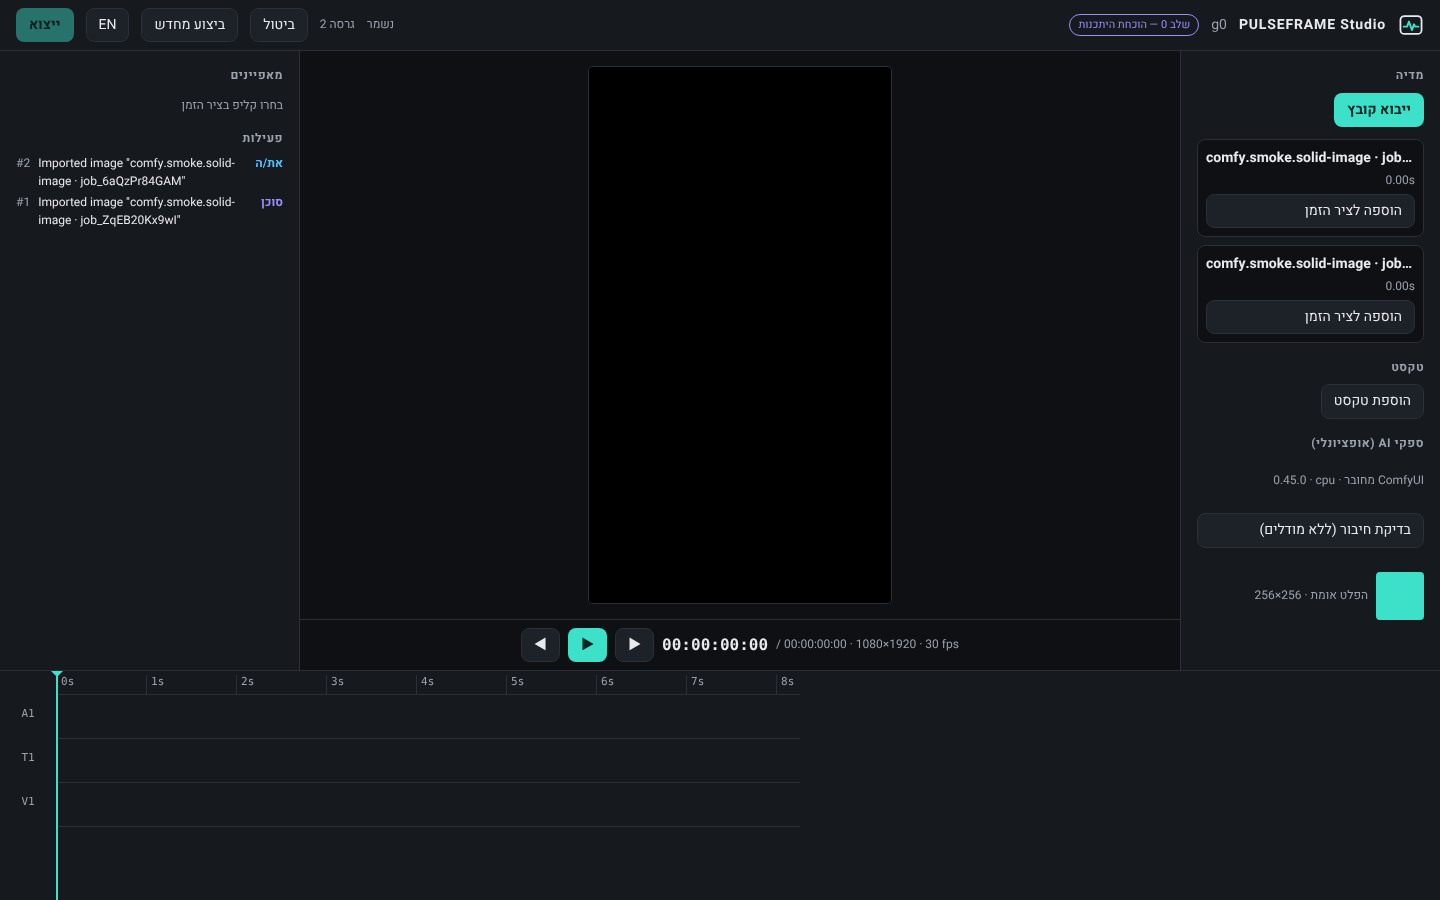 PULSEFRAME Studio
g0
שלב 0 — הוכחת היתכנות
נשמר
גרסה 2
ביטול
ביצוע מחדש
EN
ייצוא
מדיה
ייבוא קובץ
comfy.smoke.solid-image · job…
0.00s
הוספה לציר הזמן
comfy.smoke.solid-image · job…
0.00s
הוספה לציר הזמן
טקסט
הוספת טקסט
ספקי AI (אופציונלי)
ComfyUI מחובר · 0.45.0 · cpu
בדיקת חיבור (ללא מודלים)
הפלט אומת · 256×256
מאפיינים
בחרו קליפ בציר הזמן
פעילות
את/ה
Imported image "comfy.smoke.solid-
image · job_6aQzPr84GAM"
#2
סוכן
Imported image "comfy.smoke.solid-
image · job_ZqEB20Kx9wI"
#1
00:00:00:00 / 00:00:00:00 · 1080×1920 · 30 fps
0s 1s 2s 3s 4s 5s 6s 7s 8s
A1
T1
V1